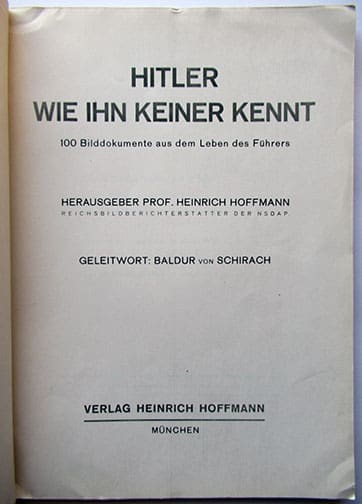 HITLER
WIE IHN KEINER KENNT
100 Bilddokumente aus dem Leben des Führers
HERAUSGEBER PROF. HEINRICH HOFFMANN
REICHSBILDBERICHTERSTATTER DER NSDAP.
GELEITWORT: BALDUR VON SCHIRACH
VERLAG HEINRICH HOFFMANN
MÜNCHEN